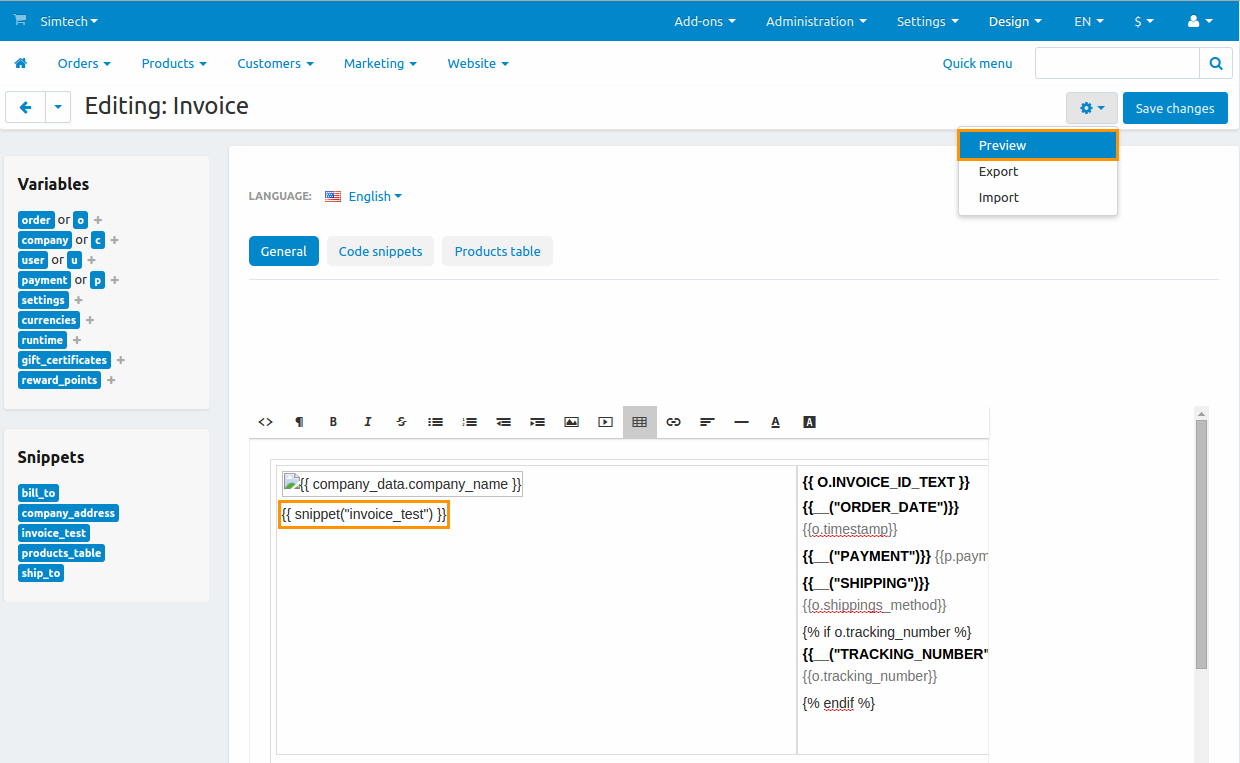 Simtech
Add-ons Administration Settings Design EN $
Orders Products Customers Marketing Website Quick menu
Editing: Invoice
Save changes
Preview
Export
Import
Variables
order or o +
company or c +
user or u +
payment or p +
settings +
currencies +
runtime +
gift_certificates +
reward_points +
Snippets
bill_to
company_address
invoice_test
products_table
ship_to
LANGUAGE: English
General Code snippets Products table
{{ company_data.company_name }}
{{ snippet("invoice_test") }}
{{ O.INVOICE_ID_TEXT }}
{{__("ORDER_DATE")}}
{{o.timestamp}}
{{__("PAYMENT")}} {{p.paym
{{__("SHIPPING")}}
{{o.shippings_method}}
{% if o.tracking_number %}
{{__("TRACKING_NUMBER"
{{o.tracking_number}}
{% endif %}